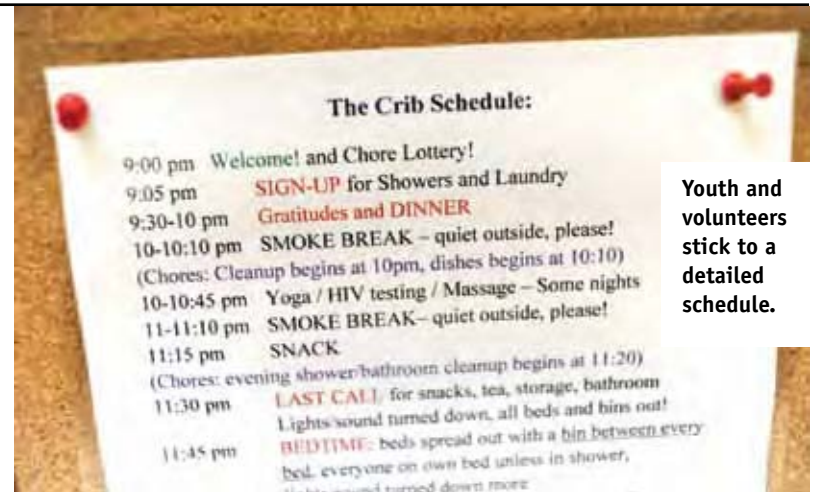 The Crib Schedule:
9:00 pm Welcome! and Chore Lottery!
9:05 pm SIGN-UP for Showers and Laundry
9:30-10 pm Gratitudes and DINNER
10-10:10 pm SMOKE BREAK – quiet outside, please!
(Chores: Cleanup begins at 10pm, dishes begins at 10:10)
10-10:45 pm Yoga / HIV testing / Massage – Some nights
11-11:10 pm SMOKE BREAK– quiet outside, please!
11:15 pm SNACK
(Chores: evening shower/bathroom cleanup begins at 11:20)
11:30 pm LAST CALL for snacks, tea, storage, bathroom
Lights/sound turned down, all beds and bins out!
11:45 pm BEDTIME: beds spread out with a bin between every
bed, everyone on own bed unless in shower,
turned down more
Youth and
volunteers
stick to a
detailed
schedule.